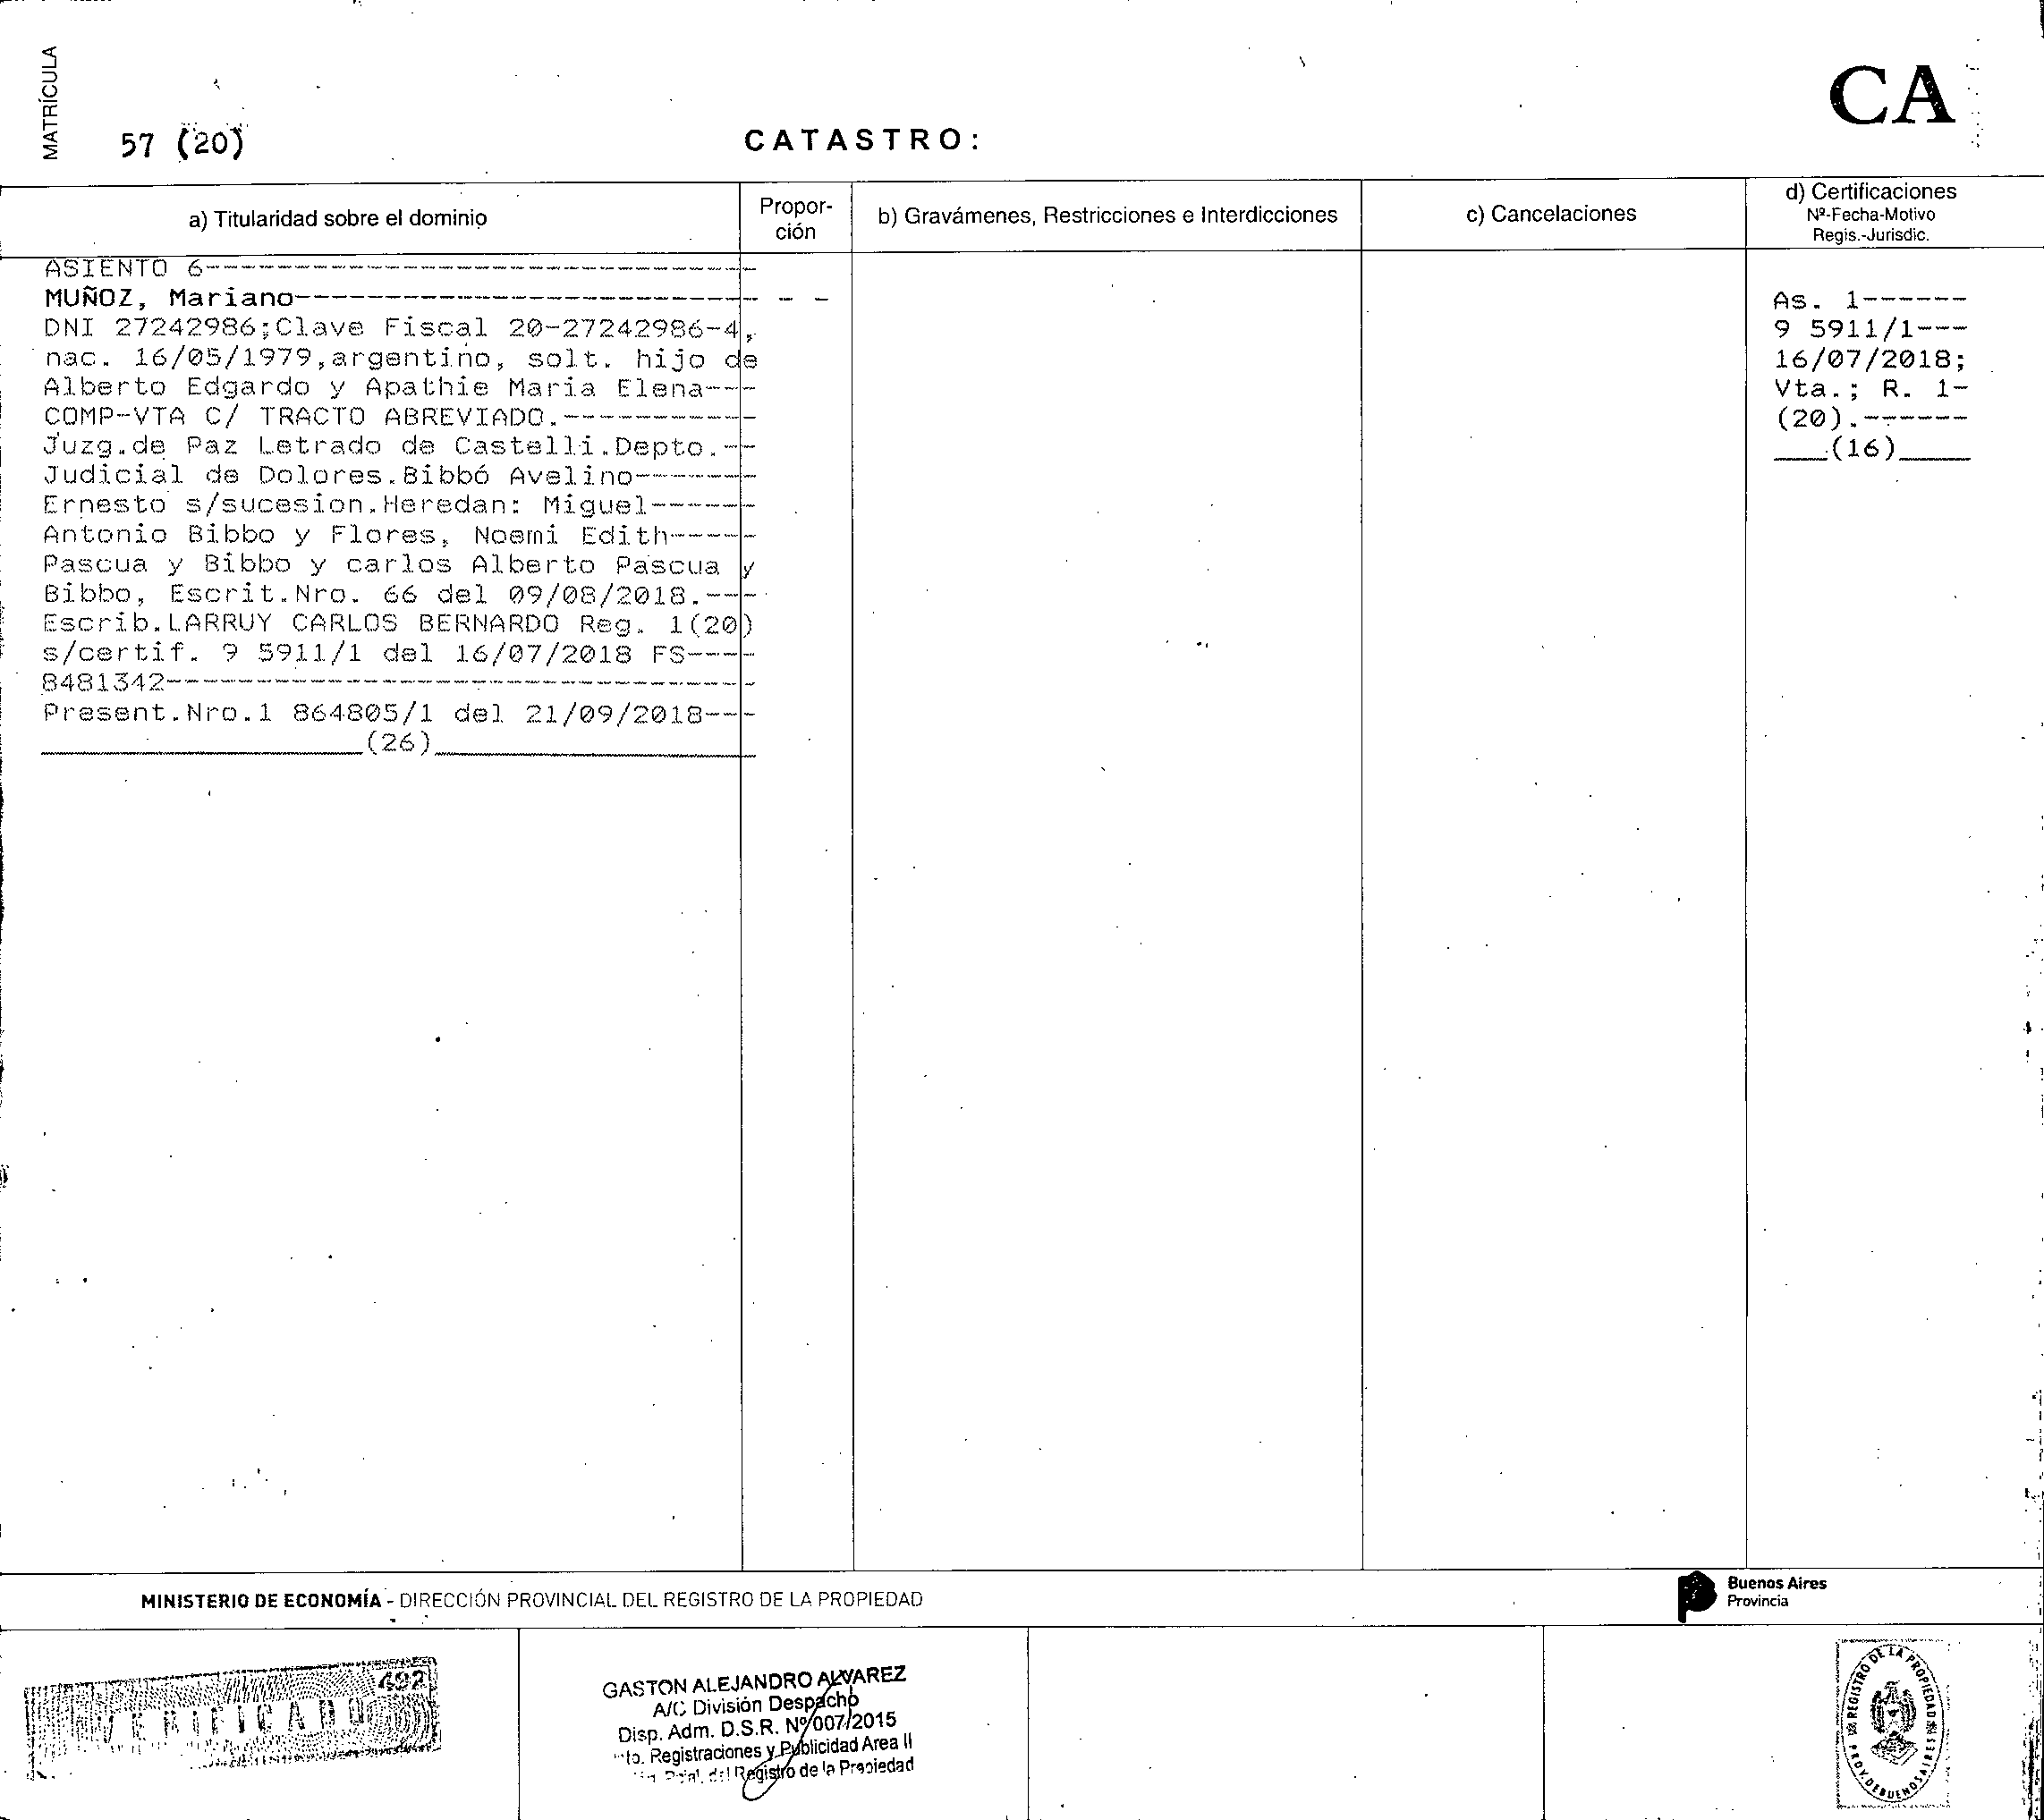 MATRÍCULA
57 (20)
CATASTRO:
CA
a) Titularidad sobre el dominio
Propor-
ción
b) Gravámenes, Restricciones e Interdicciones
c) Cancelaciones
d) Certificaciones
Nº-Fecha-Motivo
Regis.-Jurisdic.
ASIENTO 6-------------------------------
MUÑOZ, Mariano-------------------------- - -
DNI 27242986;Clave Fiscal 20-27242986-4,
nac. 16/05/1979,argentino, solt. hijo de
Alberto Edgardo y Apathie Maria Elena---
COMP-VTA C/ TRACTO ABREVIADO.-----------
Juzg.de Paz Letrado de Castelli.Depto.--
Judicial de Dolores.Bibbó Avelino-------
Ernesto s/sucesion.Heredan: Miguel------
Antonio Bibbo y Flores, Noemi Edith-----
Pascua y Bibbo y carlos Alberto Pascua y
Bibbo, Escrit.Nro. 66 del 09/08/2018.---
Escrib.LARRUY CARLOS BERNARDO Reg. 1(20)
s/certif. 9 5911/1 del 16/07/2018 FS----
8481342---------------------------------
Present.Nro.1 864805/1 del 21/09/2018---
__________________(26)__________________
As. 1------
9 5911/1---
16/07/2018;
Vta.; R. 1-
(20).------
___(16)____
MINISTERIO DE ECONOMÍA - DIRECCIÓN PROVINCIAL DEL REGISTRO DE LA PROPIEDAD
Buenos Aires
Provincia
492
VERIFICADO
GASTON ALEJANDRO ALVAREZ
A/C División Despacho
Disp. Adm. D.S.R. Nº 007/2015
Registraciones y Publicidad Area II
del Registro de la Propiedad
REGISTRO DE LA PROPIEDAD
PROV. DE BUENOS AIRES